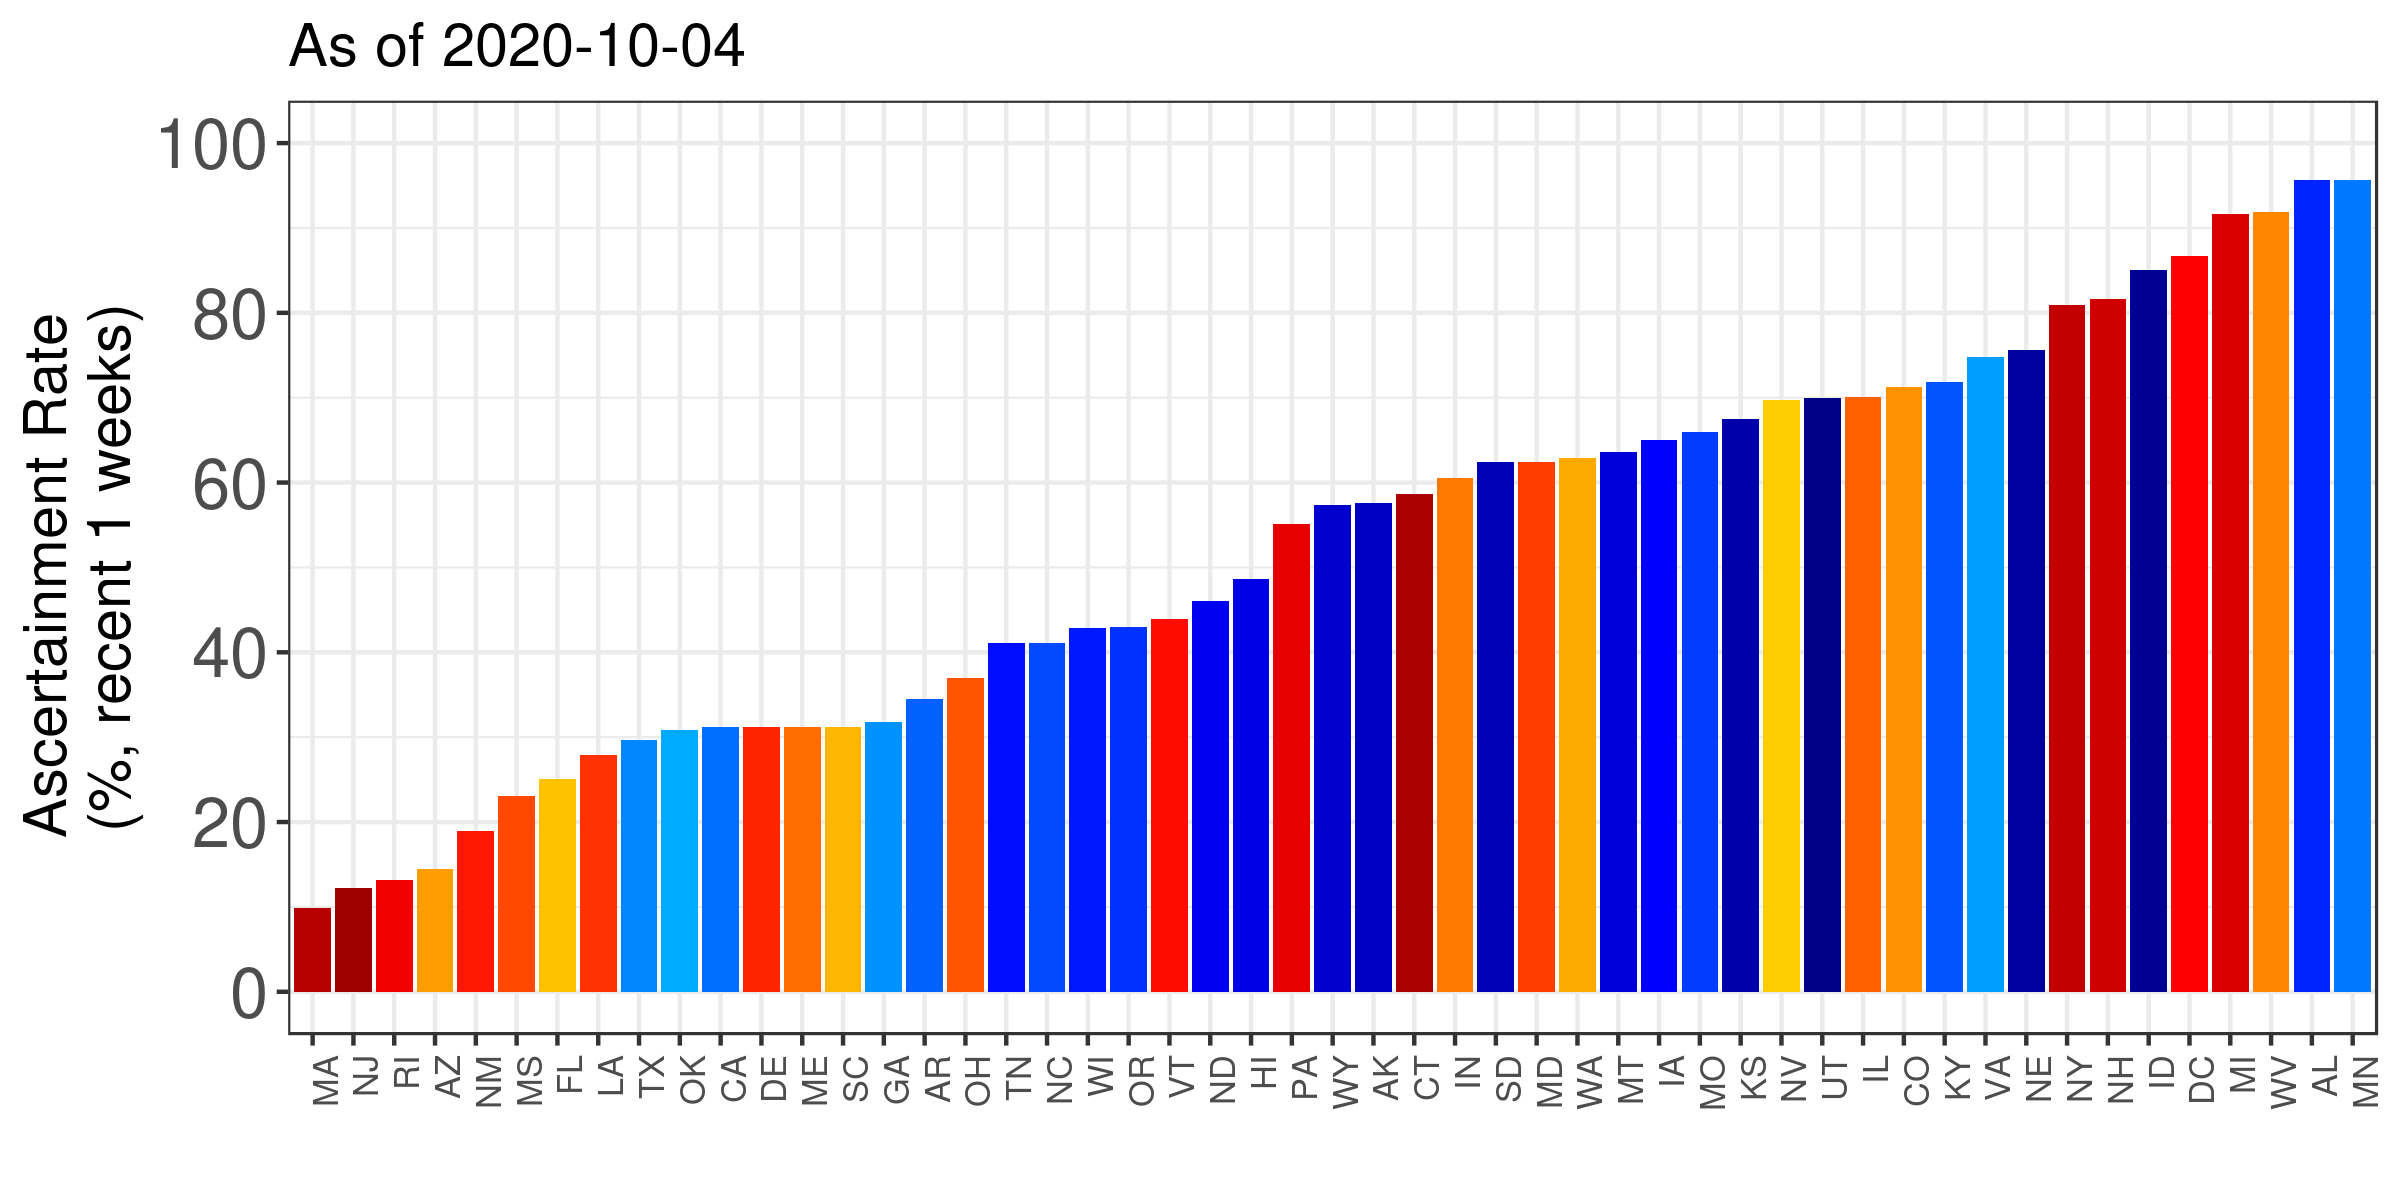 As of 2020-10-04
Ascertainment Rate
(%, recent 1 weeks)
100
80
60
40
20
0
MA NJ RI AZ NM MS FL LA TX OK CA DE ME SC GA AR OH TN NC WI OR VT ND HI PA WY AK CT IN SD MD WA MT IA MO KS NV UT IL CO KY VA NE NY NH ID DC MI WV AL MN